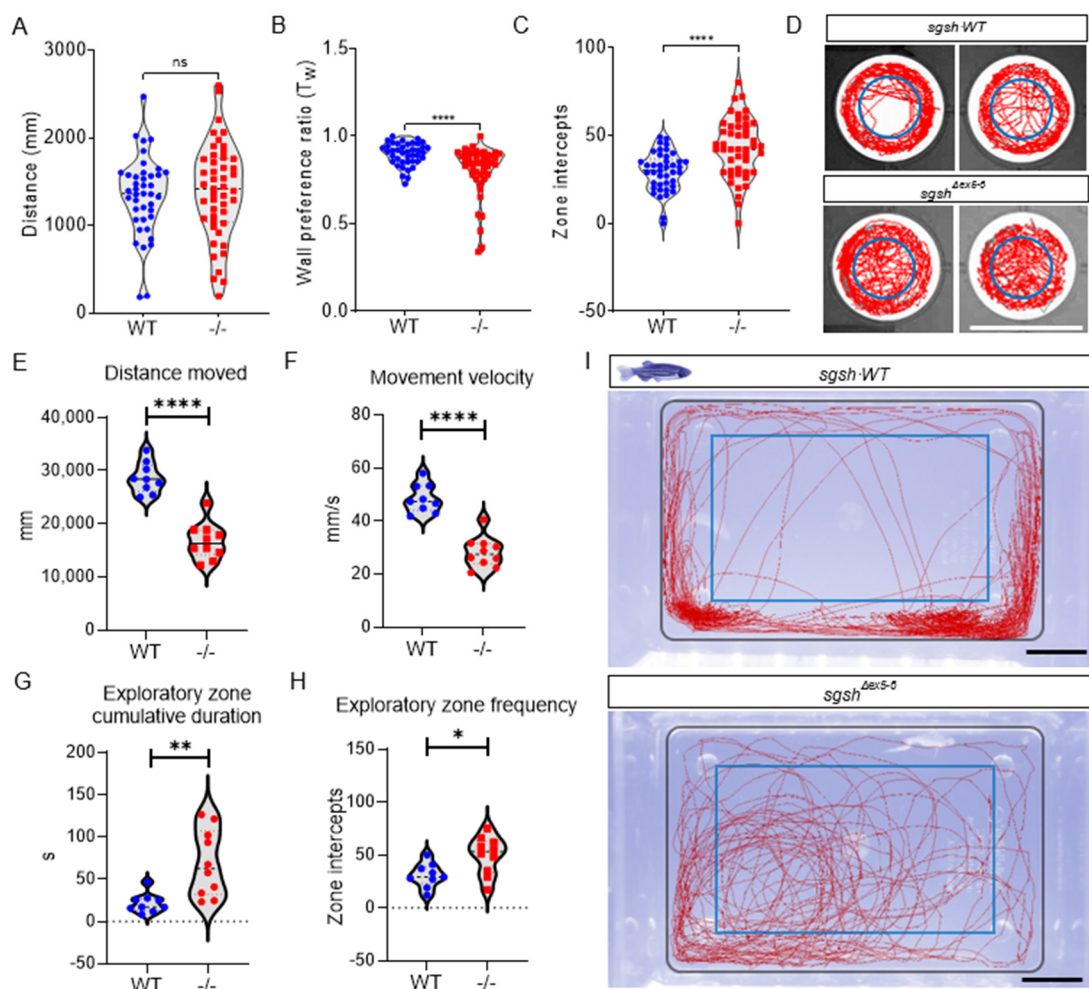 A
Distance (mm)
3000
2000
1000
0
ns
WT
-/-
B
Wall preference ratio (Tw)
1.5
1.0
0.5
0.0
****
WT
-/-
C
Zone intercepts
100
50
0
-50
****
WT
-/-
D
sgsh·WT
sgshΔex5-6
E
Distance moved
****
mm
40,000
30,000
20,000
10,000
0
WT
-/-
F
Movement velocity
****
mm/s
80
60
40
20
0
WT
-/-
G
Exploratory zone
cumulative duration
**
s
200
150
100
50
0
-50
WT
-/-
H
Exploratory zone frequency
*
Zone intercepts
150
100
50
0
-50
WT
-/-
I
sgsh·WT
sgshΔex5-6